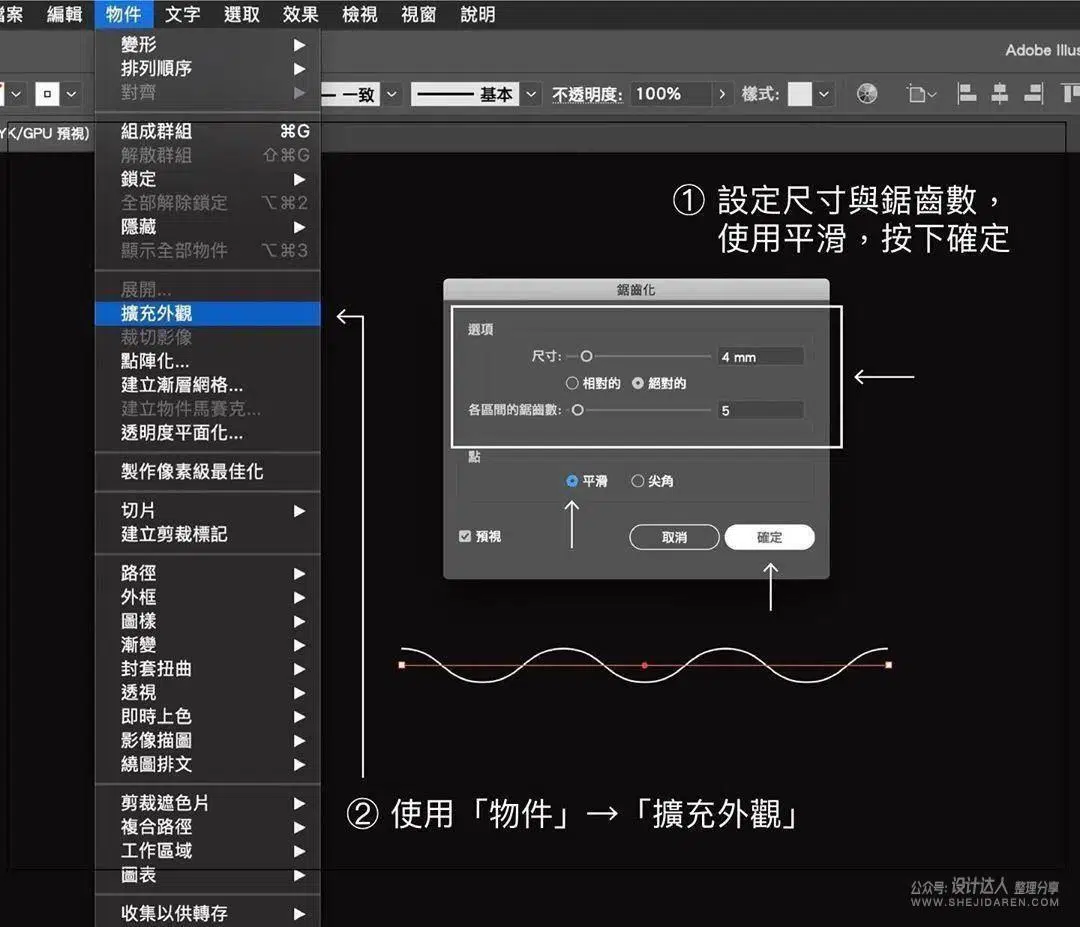 檔案 編輯 物件 文字 選取 效果 檢視 視窗 說明
Adobe Illus
一致 基本 不透明度: 100% 樣式:
YK/GPU 預視)
變形
排列順序
對齊
組成群組 ⌘G
解散群組 ⇧⌘G
鎖定
全部解除鎖定 ⌥⌘2
隱藏
顯示全部物件 ⌥⌘3
展開...
擴充外觀
裁切影像
點陣化...
建立漸層網格...
建立物件馬賽克...
透明度平面化...
製作像素級最佳化
切片
建立剪裁標記
路徑
外框
圖樣
漸變
封套扭曲
透視
即時上色
影像描圖
繞圖排文
剪裁遮色片
複合路徑
工作區域
圖表
收集以供轉存
① 設定尺寸與鋸齒數，
使用平滑，按下確定
鋸齒化
選項
尺寸: 4 mm
相對的 絕對的
各區間的鋸齒數: 5
點
平滑 尖角
預視 取消 確定
② 使用「物件」→「擴充外觀」
公众号: 设计达人 整理分享
WWW.SHEJIDAREN.COM